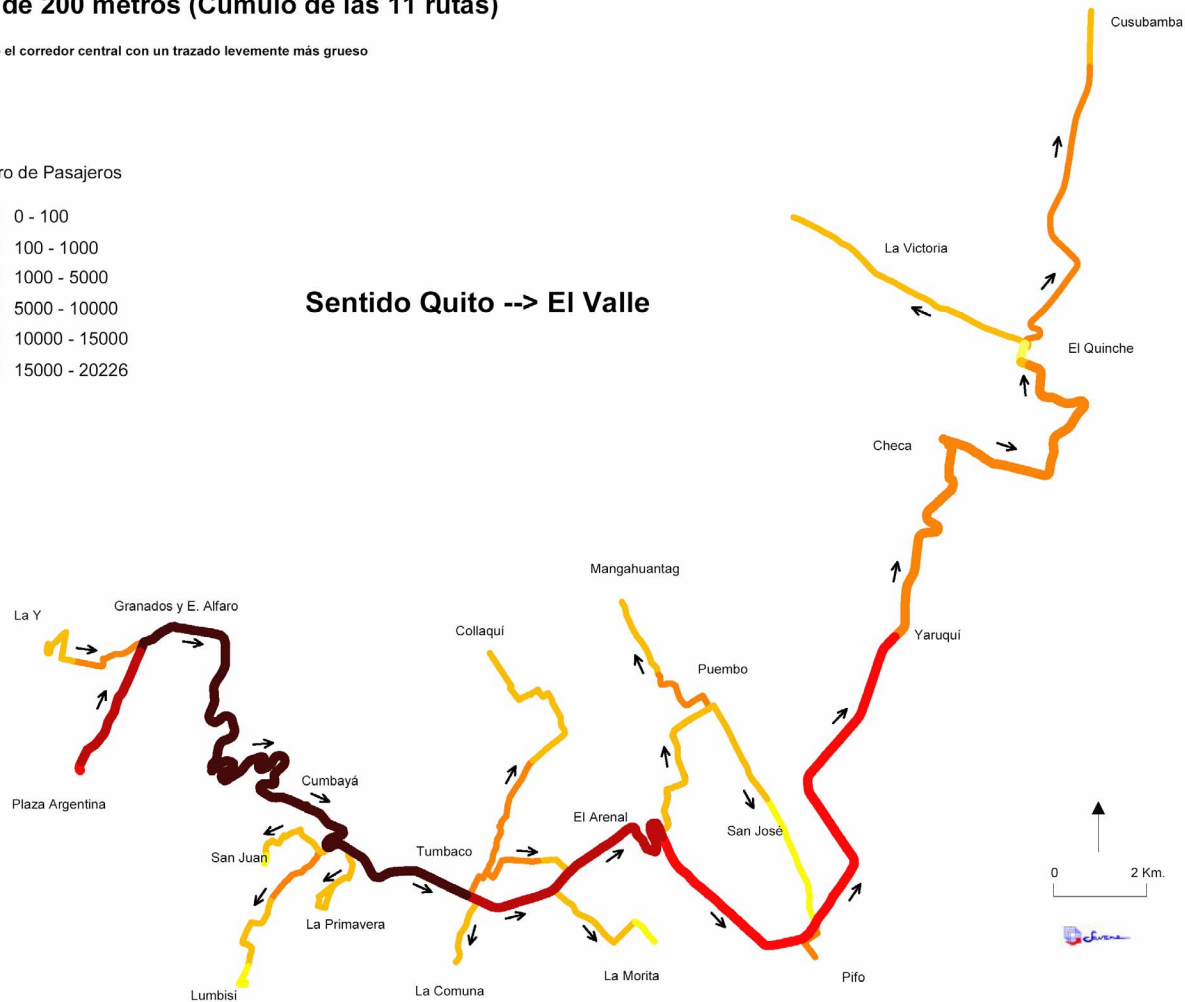 de 200 metros (Cúmulo de las 11 rutas)
el corredor central con un trazado levemente más grueso
ro de Pasajeros
0 - 100
100 - 1000
1000 - 5000
5000 - 10000
10000 - 15000
15000 - 20226
Sentido Quito --> El Valle
Cusubamba
La Victoria
El Quinche
Checa
Mangahuantag
La Y
Granados y E. Alfaro
Collaquí
Yaruquí
Puembo
Cumbayá
Plaza Argentina
El Arenal
San José
San Juan
Tumbaco
0 2 Km.
La Primavera
La Morita
Pifo
Lumbisí
La Comuna
Savane